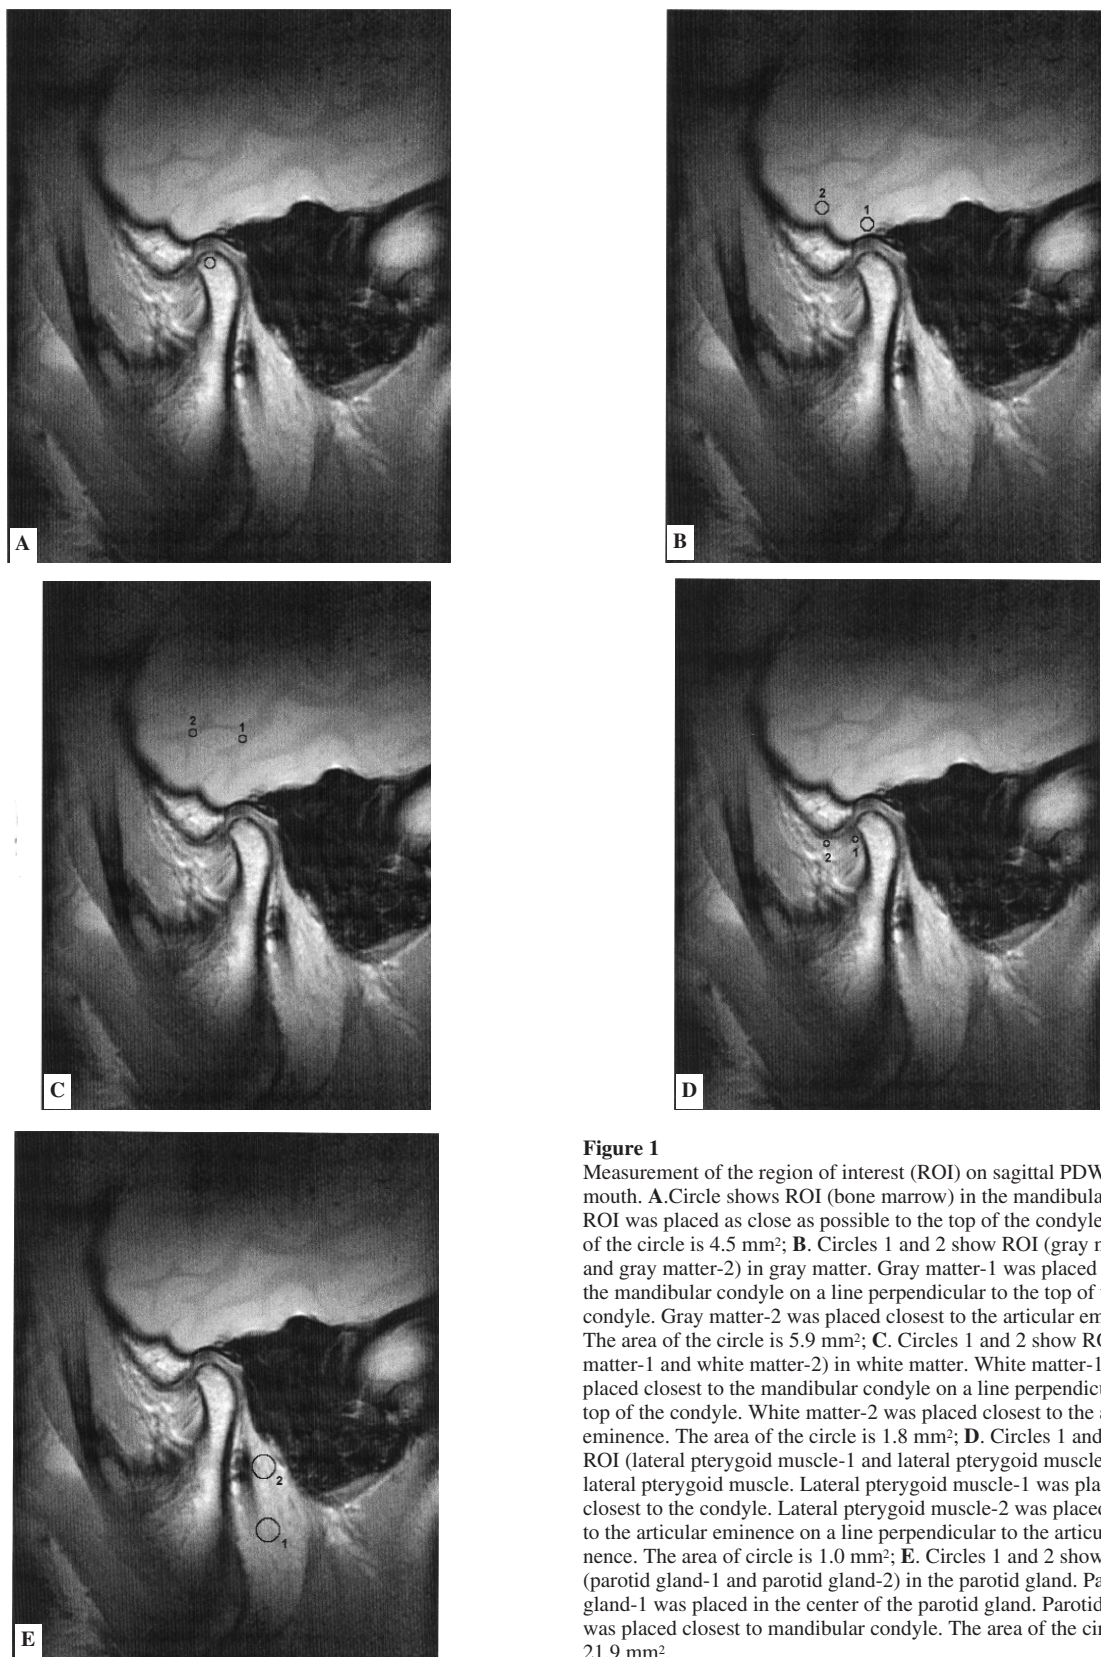 A
2
1
B
2
1
C
2
1
D
2
1
E
Figure 1
Measurement of the region of interest (ROI) on sagittal PDW
mouth. A.Circle shows ROI (bone marrow) in the mandibula
ROI was placed as close as possible to the top of the condyle
of the circle is 4.5 mm²; B. Circles 1 and 2 show ROI (gray m
and gray matter-2) in gray matter. Gray matter-1 was placed
the mandibular condyle on a line perpendicular to the top of
condyle. Gray matter-2 was placed closest to the articular em
The area of the circle is 5.9 mm²; C. Circles 1 and 2 show RO
matter-1 and white matter-2) in white matter. White matter-1
placed closest to the mandibular condyle on a line perpendicu
top of the condyle. White matter-2 was placed closest to the a
eminence. The area of the circle is 1.8 mm²; D. Circles 1 and
ROI (lateral pterygoid muscle-1 and lateral pterygoid muscle
lateral pterygoid muscle. Lateral pterygoid muscle-1 was pla
closest to the condyle. Lateral pterygoid muscle-2 was placed
to the articular eminence on a line perpendicular to the articu
nence. The area of circle is 1.0 mm²; E. Circles 1 and 2 show
(parotid gland-1 and parotid gland-2) in the parotid gland. Pa
gland-1 was placed in the center of the parotid gland. Parotid
was placed closest to mandibular condyle. The area of the cir
21.9 mm²